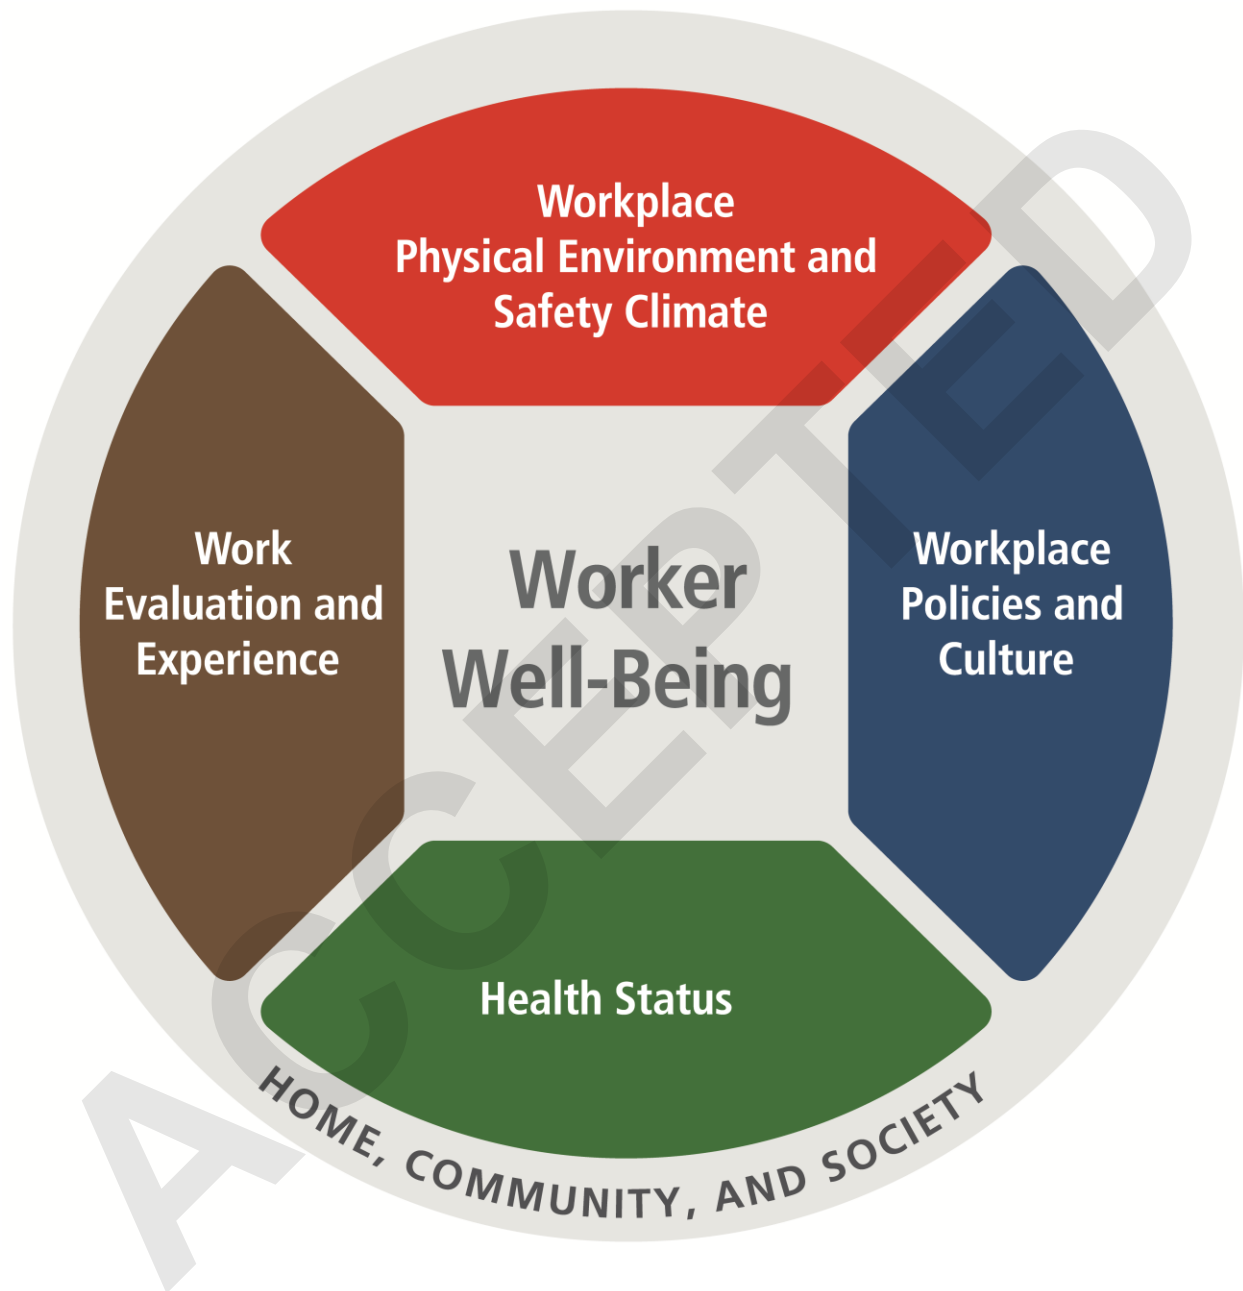 Workplace
Physical Environment and
Safety Climate
Work
Evaluation and
Experience
Worker
Well-Being
Workplace
Policies and
Culture
Health Status
HOME, COMMUNITY, AND SOCIETY
ACCEPTED